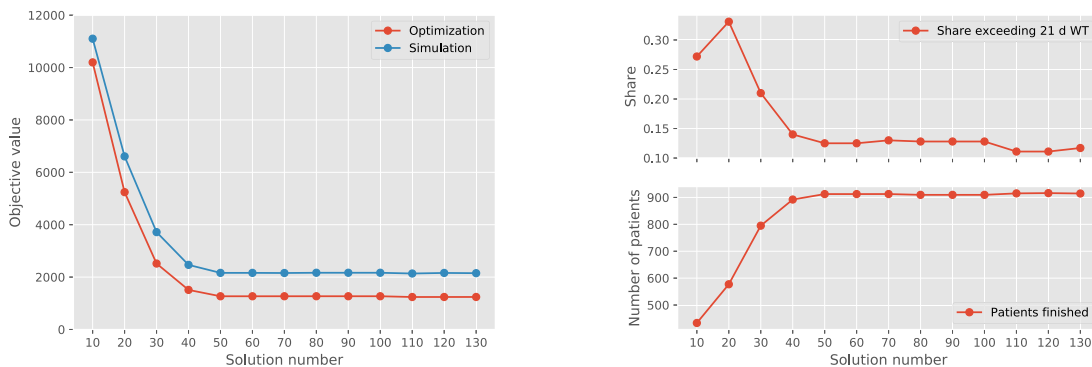 12000
10000
8000
6000
4000
2000
0
Objective value
Optimization
Simulation
10 20 30 40 50 60 70 80 90 100 110 120 130
Solution number
0.30
0.25
0.20
0.15
0.10
Share
Share exceeding 21 d WT
900
800
700
600
500
Number of patients
Patients finished
10 20 30 40 50 60 70 80 90 100 110 120 130
Solution number